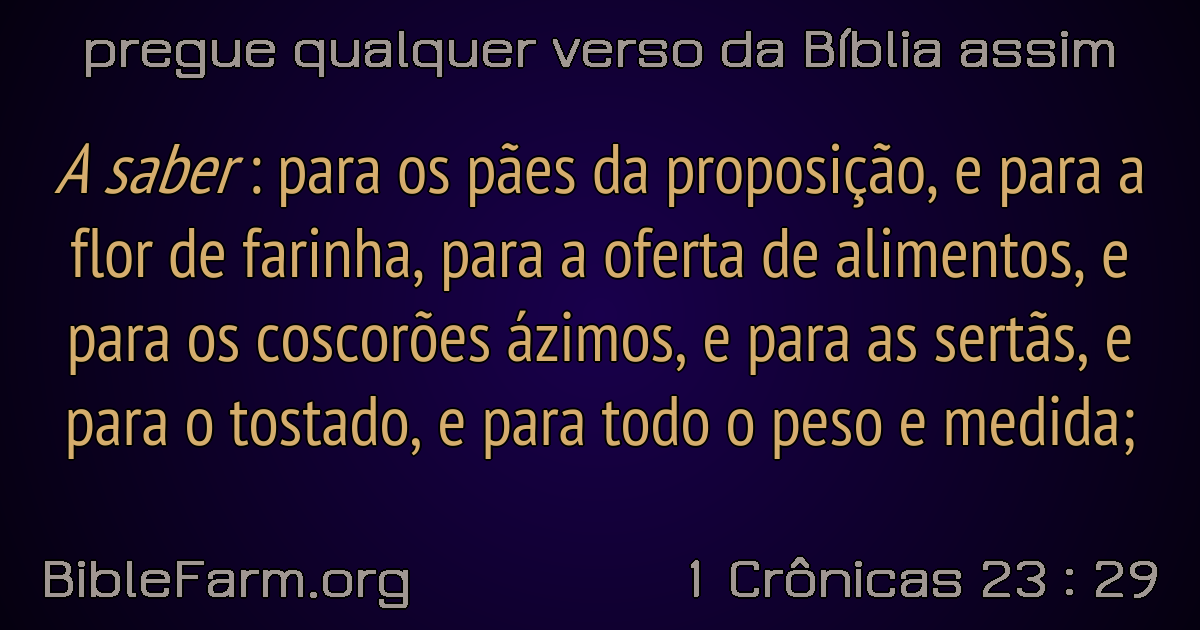 pregue qualquer verso da Bíblia assim
A saber: para os pães da proposição, e para a
flor de farinha, para a oferta de alimentos, e
para os coscorões ázimos, e para as sertãs, e
para o tostado, e para todo o peso e medida;
BibleFarm.org
1 Crônicas 23 : 29